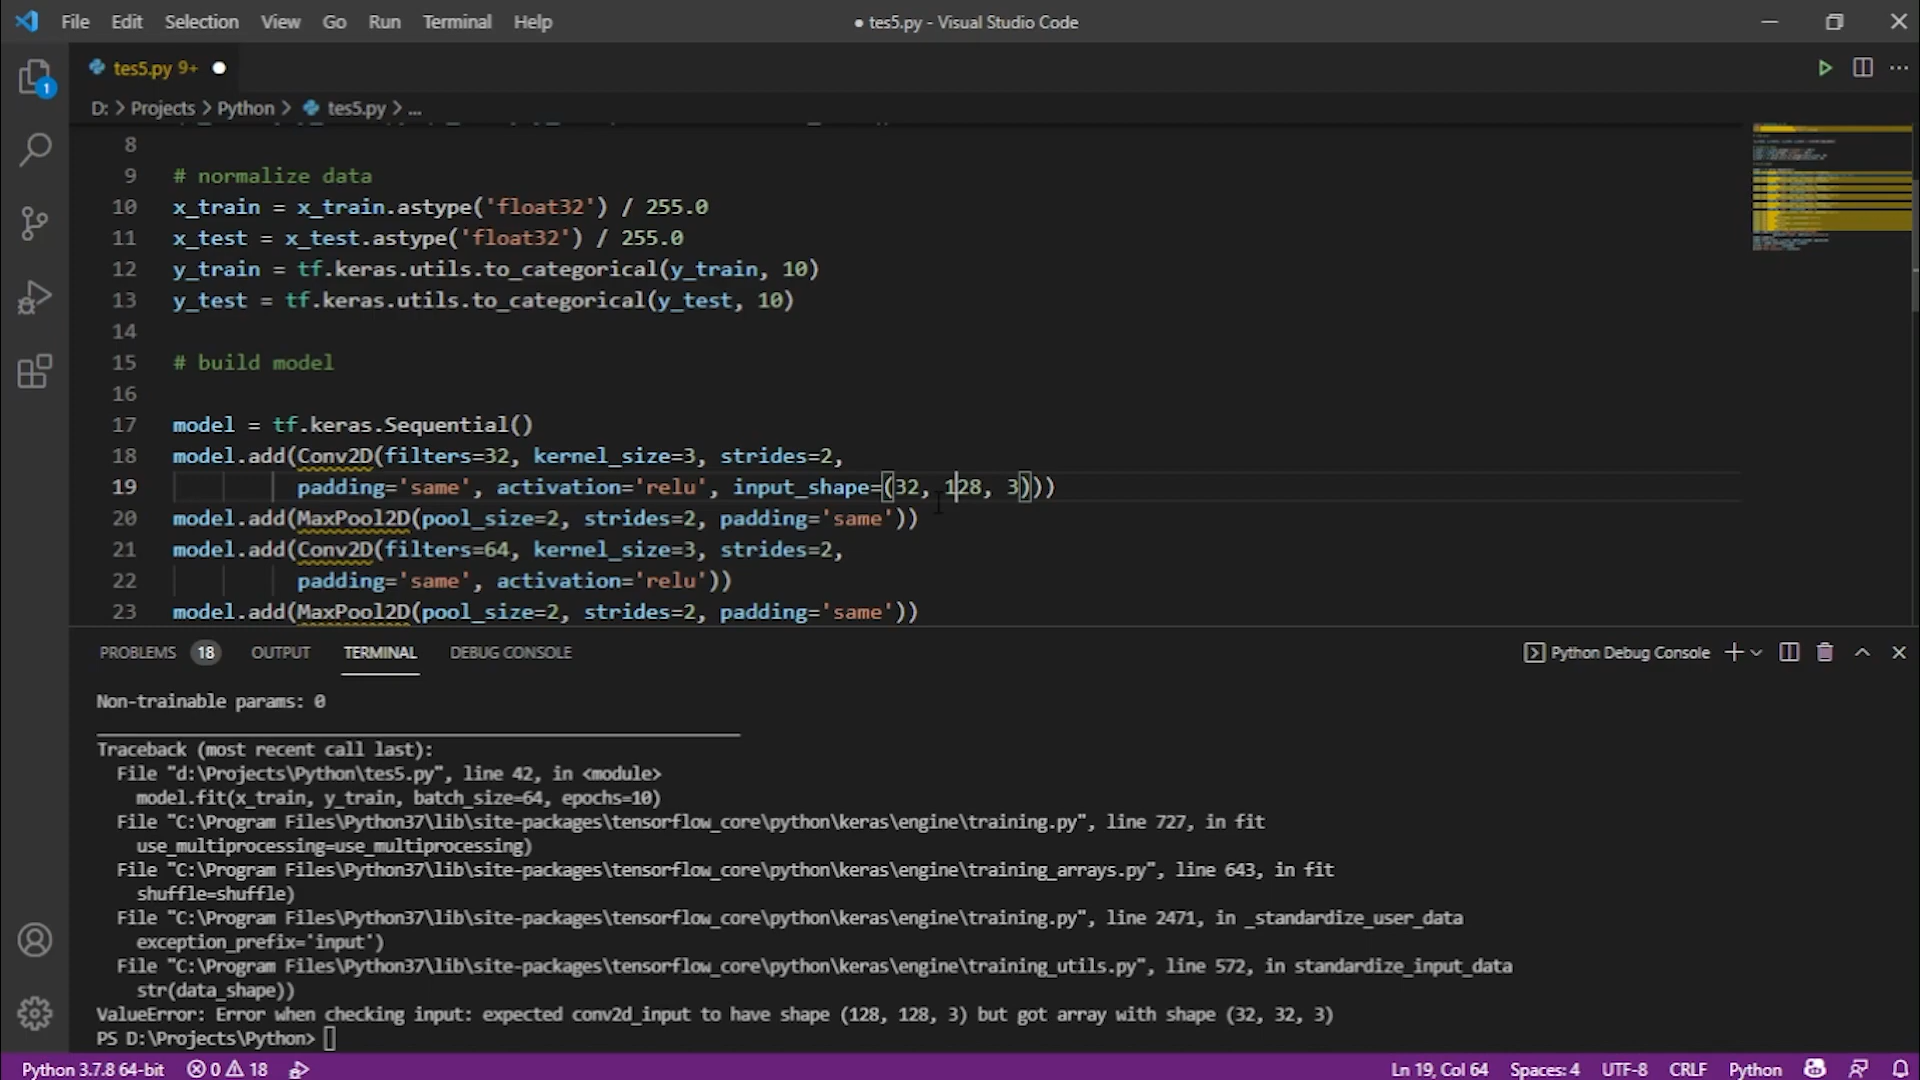 File Edit Selection View Go Run Terminal Help
● tes5.py - Visual Studio Code
1
tes5.py 9+
D: > Projects > Python > tes5.py > ...
8
9 # normalize data
10 x_train = x_train.astype('float32') / 255.0
11 x_test = x_test.astype('float32') / 255.0
12 y_train = tf.keras.utils.to_categorical(y_train, 10)
13 y_test = tf.keras.utils.to_categorical(y_test, 10)
14
15 # build model
16
17 model = tf.keras.Sequential()
18 model.add(Conv2D(filters=32, kernel_size=3, strides=2,
19 padding='same', activation='relu', input_shape=(32, 128, 3)))
20 model.add(MaxPool2D(pool_size=2, strides=2, padding='same'))
21 model.add(Conv2D(filters=64, kernel_size=3, strides=2,
22 padding='same', activation='relu'))
23 model.add(MaxPool2D(pool_size=2, strides=2, padding='same'))
PROBLEMS 18 OUTPUT TERMINAL DEBUG CONSOLE
Python Debug Console
Non-trainable params: 0
Traceback (most recent call last):
File "d:\Projects\Python\tes5.py", line 42, in <module>
model.fit(x_train, y_train, batch_size=64, epochs=10)
File "C:\Program Files\Python37\lib\site-packages\tensorflow_core\python\keras\engine\training.py", line 727, in fit
use_multiprocessing=use_multiprocessing)
File "C:\Program Files\Python37\lib\site-packages\tensorflow_core\python\keras\engine\training_arrays.py", line 643, in fit
shuffle=shuffle)
File "C:\Program Files\Python37\lib\site-packages\tensorflow_core\python\keras\engine\training.py", line 2471, in _standardize_user_data
exception_prefix='input')
File "C:\Program Files\Python37\lib\site-packages\tensorflow_core\python\keras\engine\training_utils.py", line 572, in standardize_input_data
str(data_shape))
ValueError: Error when checking input: expected conv2d_input to have shape (128, 128, 3) but got array with shape (32, 32, 3)
PS D:\Projects\Python>
Python 3.7.8 64-bit 0 18 Ln 19, Col 64 Spaces: 4 UTF-8 CRLF Python